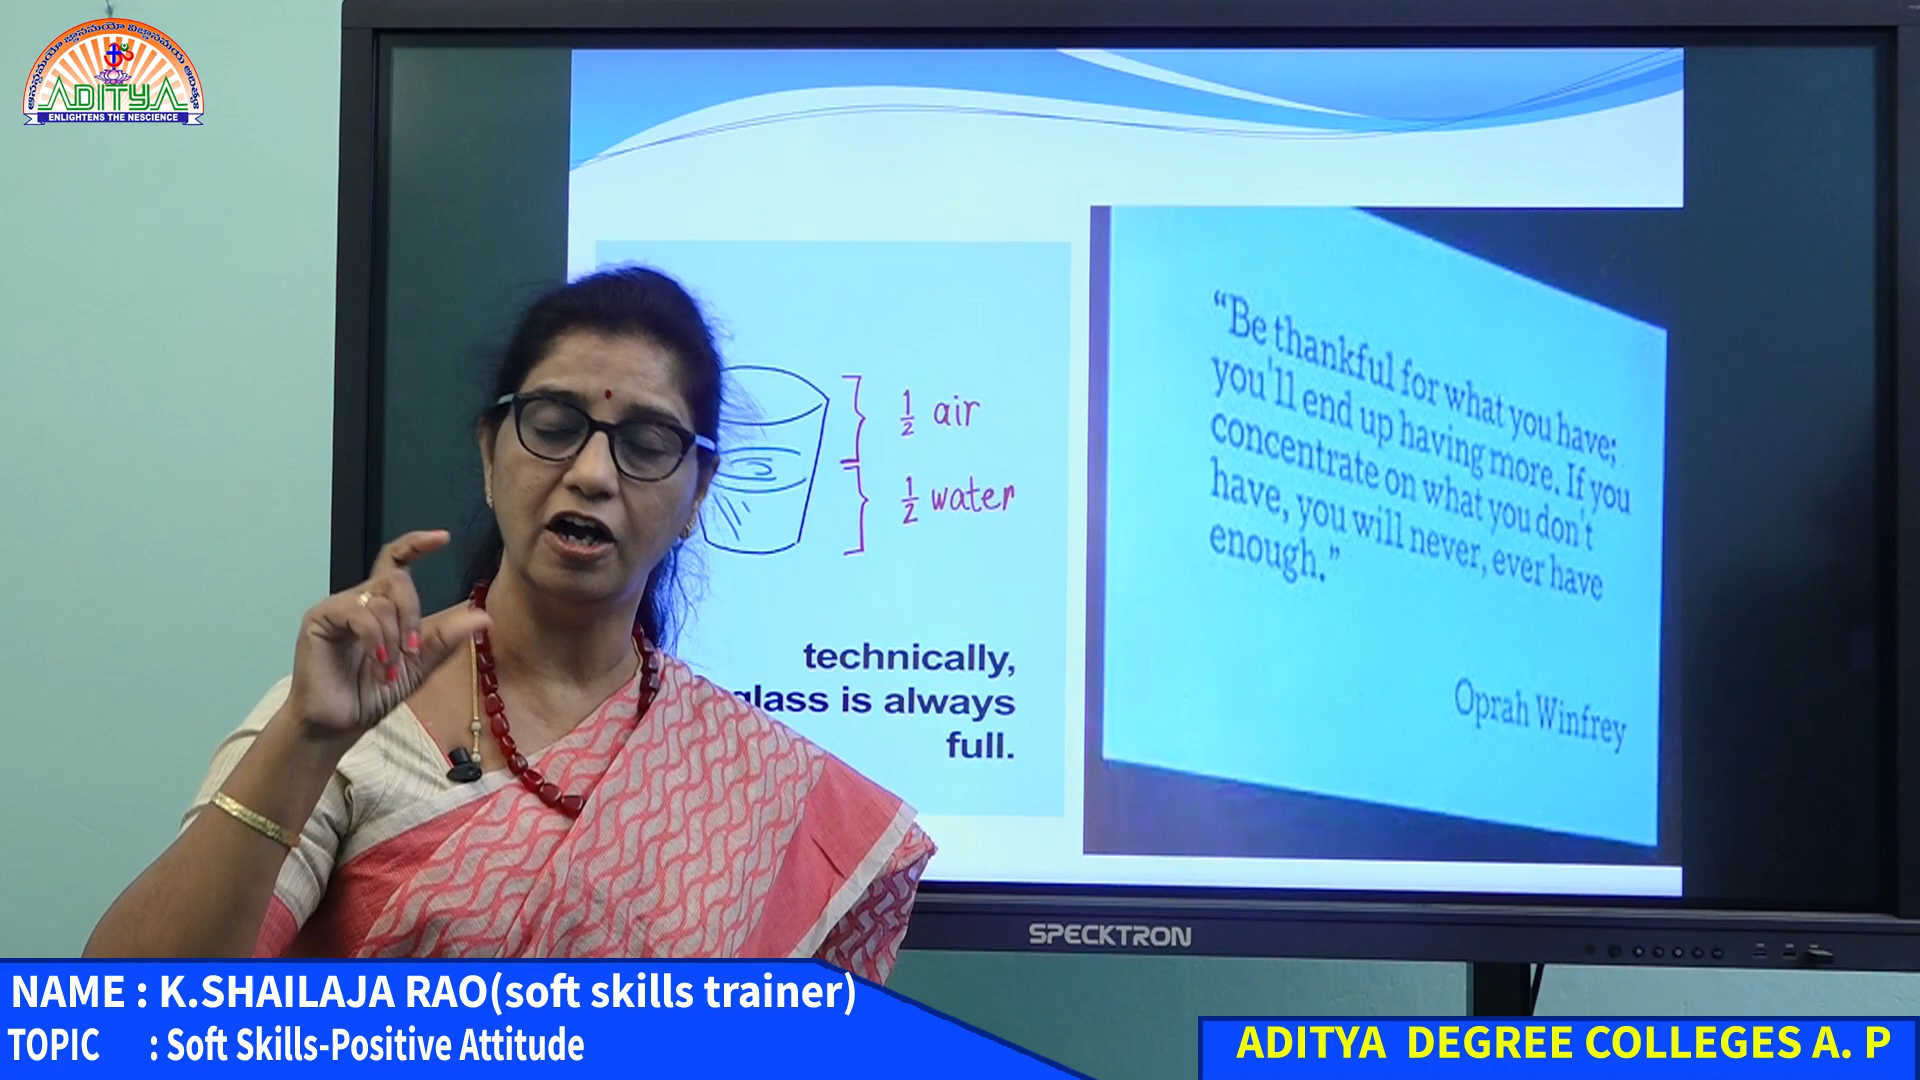 ADITYA
ENLIGHTENS THE NESCIENCE
1/2 air
1/2 water
technically,
glass is always
full.
“Be thankful for what you have;
you'll end up having more. If you
concentrate on what you don't
have, you will never, ever have
enough.”
Oprah Winfrey
SPECKTRON
NAME : K.SHAILAJA RAO(soft skills trainer)
TOPIC : Soft Skills-Positive Attitude
ADITYA DEGREE COLLEGES A. P